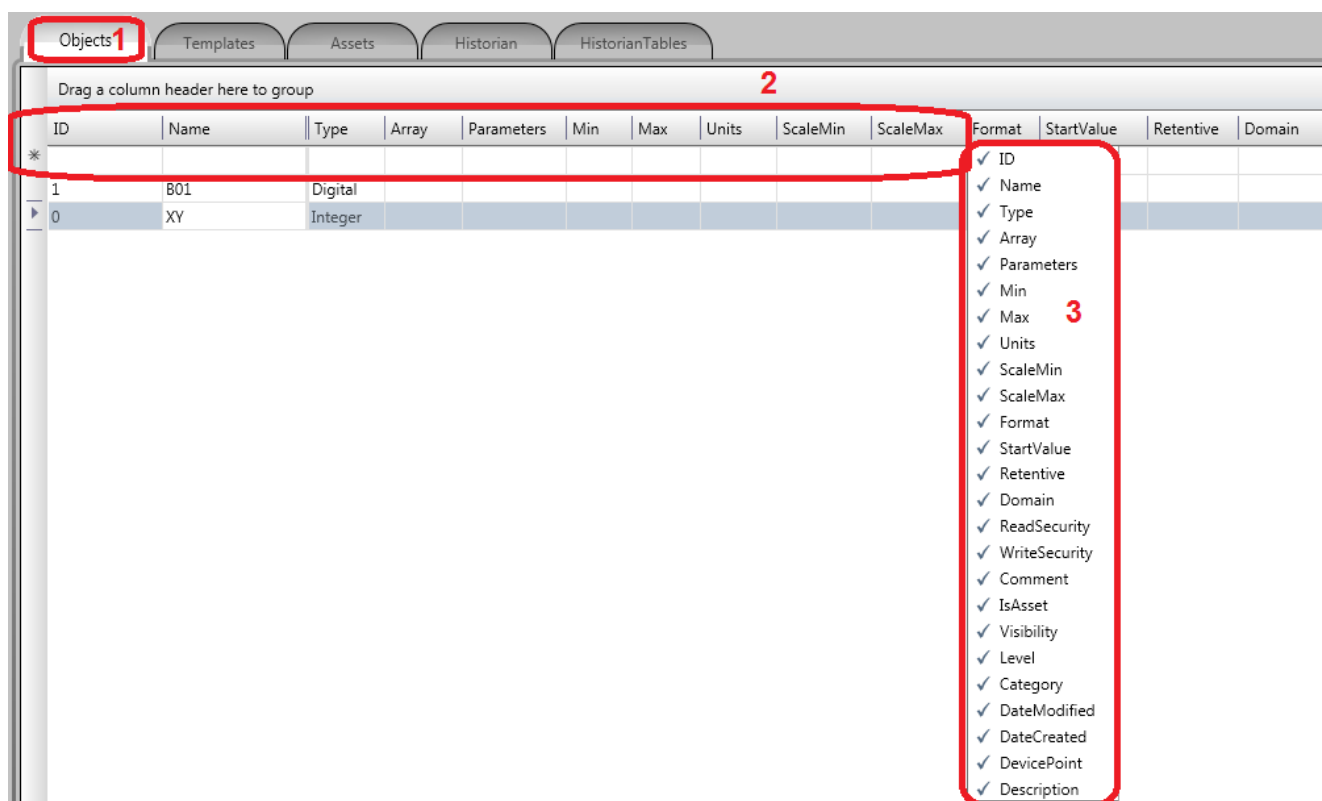 Objects 1 Templates Assets Historian HistorianTables
Drag a column header here to group 2
ID Name Type Array Parameters Min Max Units ScaleMin ScaleMax Format StartValue Retentive Domain
1 B01 Digital
0 XY Integer
✓ ID
✓ Name
✓ Type
✓ Array
✓ Parameters
✓ Min
✓ Max 3
✓ Units
✓ ScaleMin
✓ ScaleMax
✓ Format
✓ StartValue
✓ Retentive
✓ Domain
✓ ReadSecurity
✓ WriteSecurity
✓ Comment
✓ IsAsset
✓ Visibility
✓ Level
✓ Category
✓ DateModified
✓ DateCreated
✓ DevicePoint
✓ Description